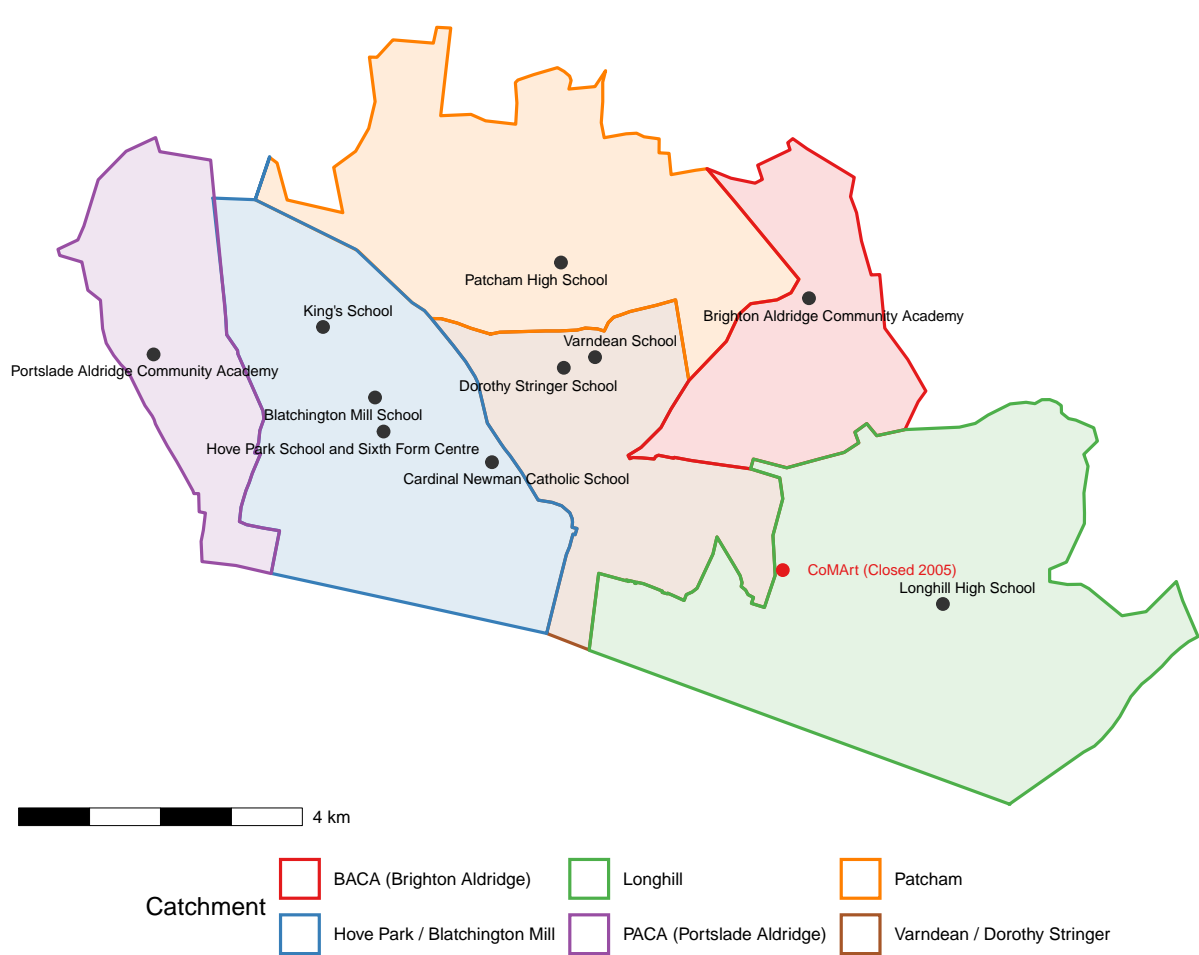 Patcham High School
Brighton Aldridge Community Academy
King's School
Varndean School
Portslade Aldridge Community Academy
Dorothy Stringer School
Blatchington Mill School
Hove Park School and Sixth Form Centre
Cardinal Newman Catholic School
CoMArt (Closed 2005)
Longhill High School
4 km
Catchment
BACA (Brighton Aldridge)
Longhill
Patcham
Hove Park / Blatchington Mill
PACA (Portslade Aldridge)
Varndean / Dorothy Stringer